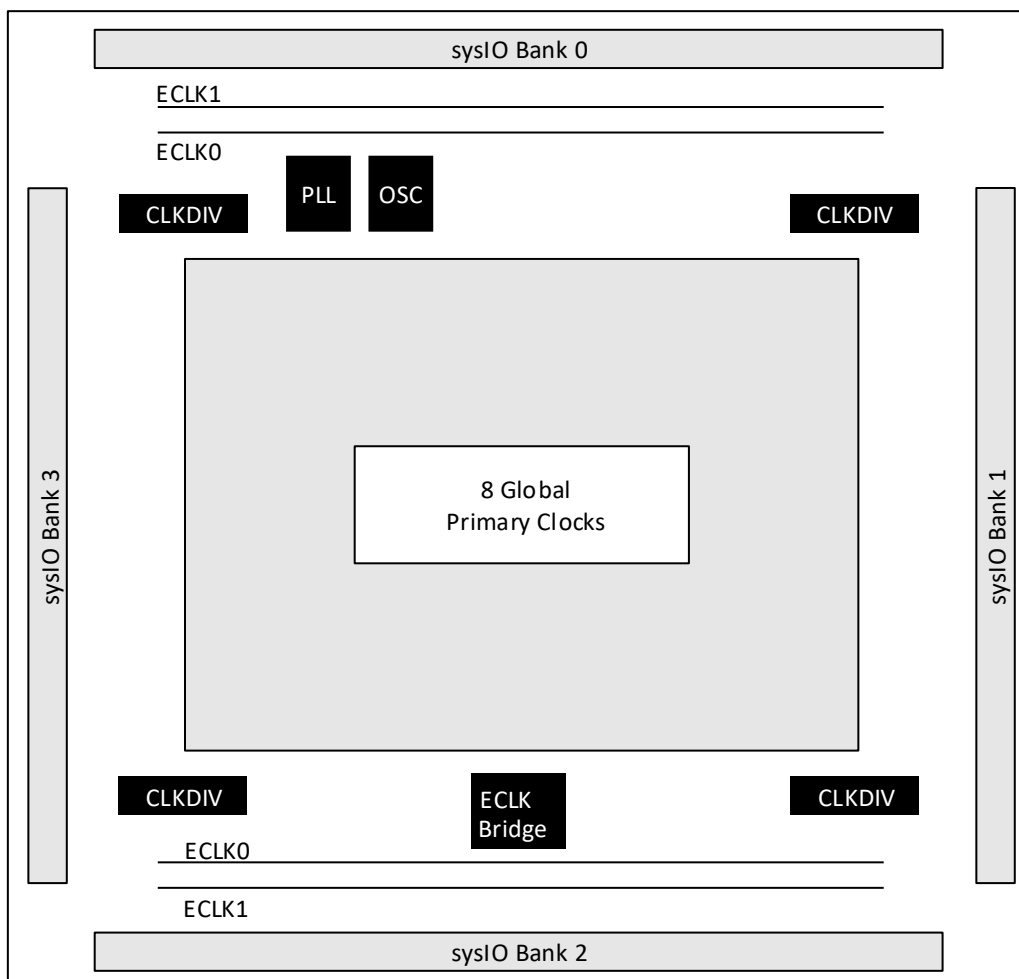 sysIO Bank 0
ECLK1
ECLK0
PLL
OSC
CLKDIV
CLKDIV
sysIO Bank 3
8 Global
Primary Clocks
sysIO Bank 1
CLKDIV
ECLK
Bridge
CLKDIV
ECLK0
ECLK1
sysIO Bank 2